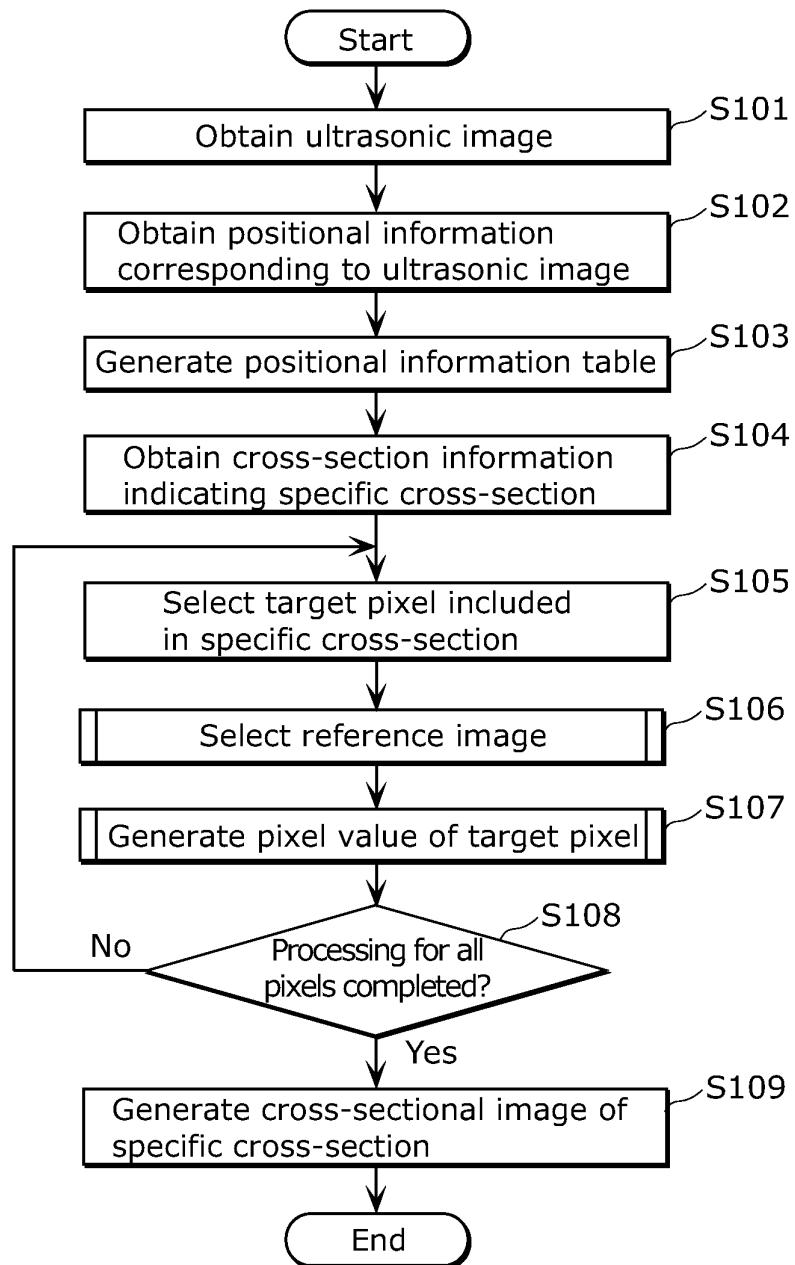 Start
S101
Obtain ultrasonic image
S102
Obtain positional information
corresponding to ultrasonic image
S103
Generate positional information table
S104
Obtain cross-section information
indicating specific cross-section
S105
Select target pixel included
in specific cross-section
S106
Select reference image
S107
Generate pixel value of target pixel
S108
No
Processing for all
pixels completed?
Yes
S109
Generate cross-sectional image of
specific cross-section
End